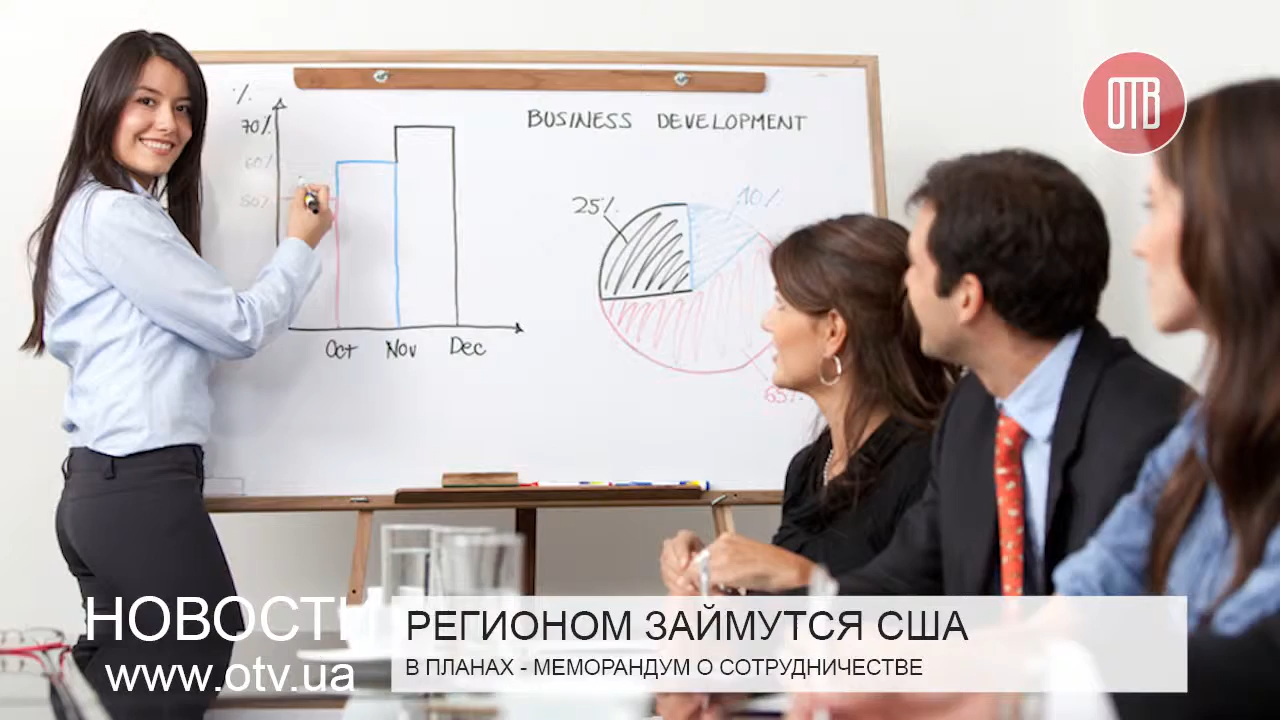 %
70%
60%
50%
Oct Nov Dec
BUSINESS DEVELOPMENT
25%
10%
65%
ОТВ
НОВОСТИ
www.otv.ua
РЕГИОНОМ ЗАЙМУТСЯ США
В ПЛАНАХ - МЕМОРАНДУМ О СОТРУДНИЧЕСТВЕ